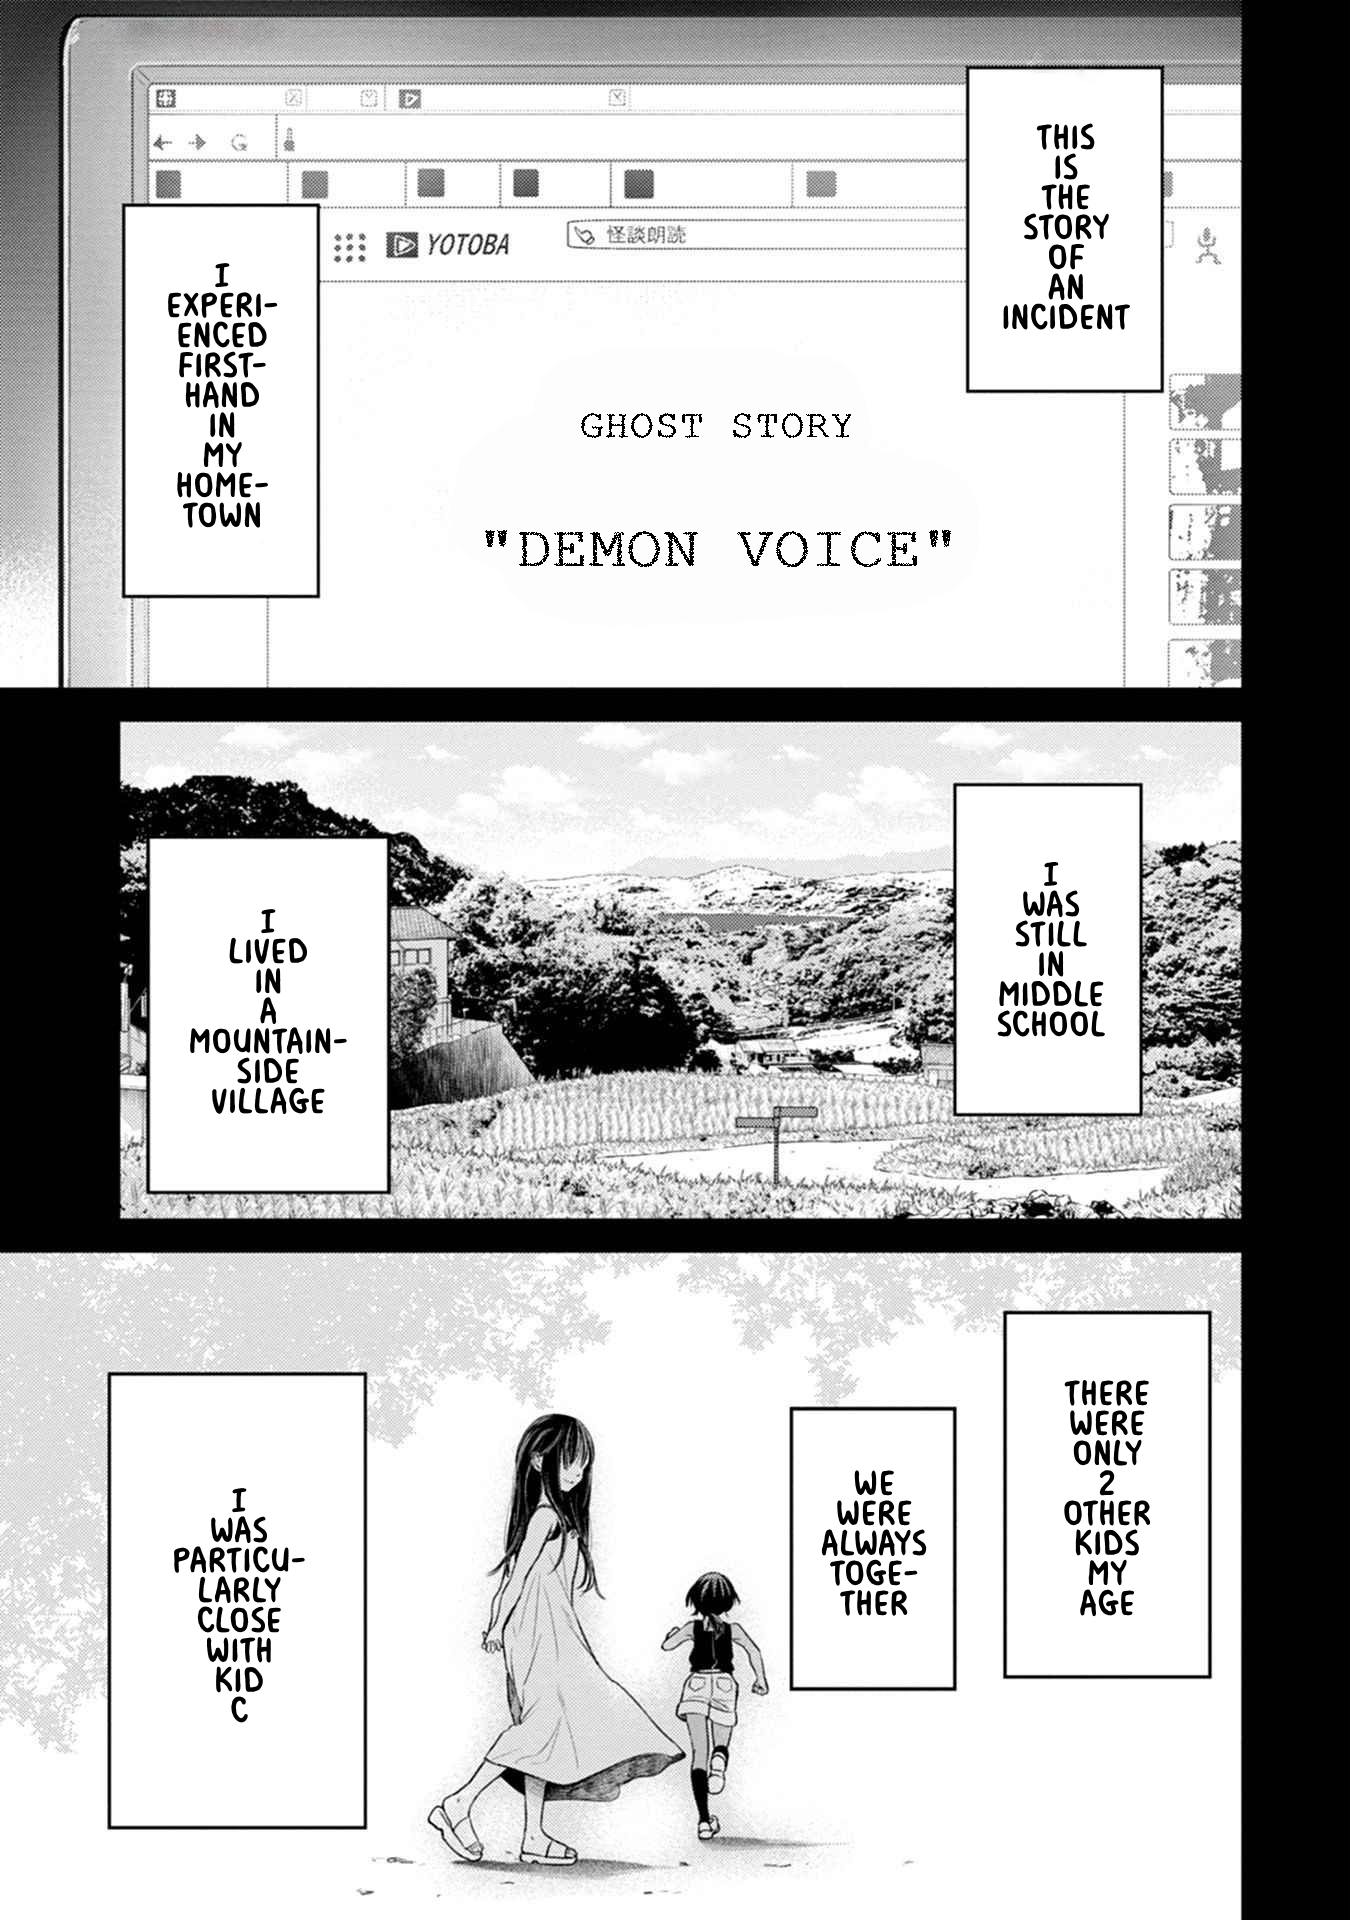 THIS
IS
THE
STORY
OF
AN
INCIDENT
YOTOBA
怪談朗読
I
EXPERI-
ENCED
FIRST-
HAND
IN
MY
HOME-
TOWN
GHOST STORY
"DEMON VOICE"
I
WAS
STILL
IN
MIDDLE
SCHOOL
I
LIVED
IN
A
MOUNTAIN-
SIDE
VILLAGE
THERE
WERE
ONLY
2
OTHER
KIDS
MY
AGE
WE
WERE
ALWAYS
TOGE-
THER
I
WAS
PARTICU-
LARLY
CLOSE
WITH
KID
C